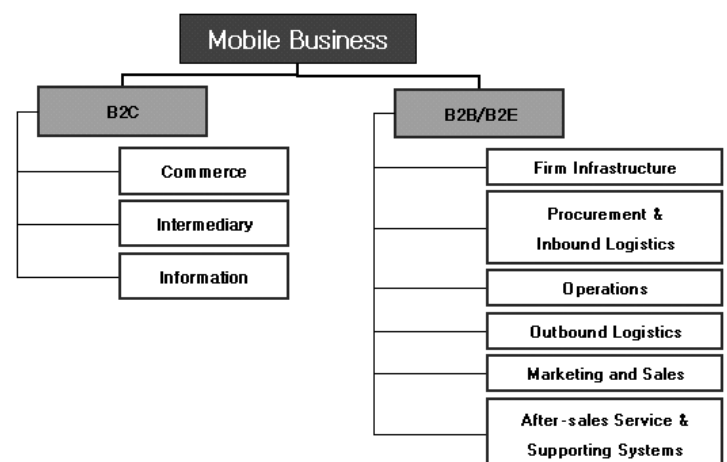 Mobile Business
B2C
Commerce
Intermediary
Information
B2B/B2E
Firm Infrastructure
Procurement &
Inbound Logistics
Operations
Outbound Logistics
Marketing and Sales
After-sales Service &
Supporting Systems